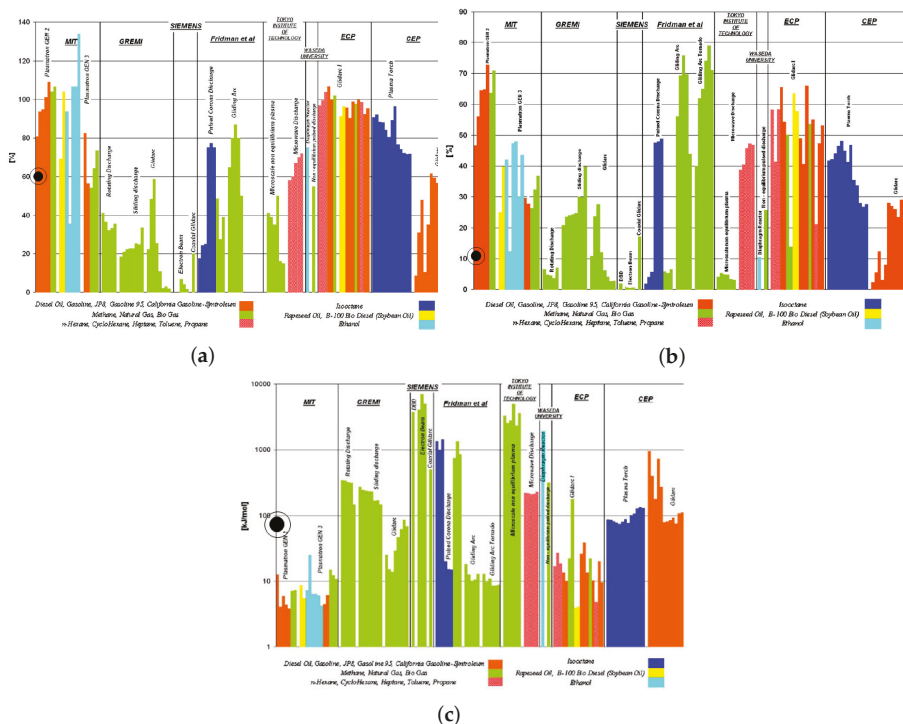 SIEMENS
TOKYO
INSTITUTE
OF
TECHNOLOGY
MIT
GREMI
Fridman et al
WASEDA
UNIVERSITY
ECP
CEP
120
100
80
60
40
20
0
[%]
Plasmatron GEN 2
Plasmatron GEN 3
Rotating Discharge
Sliding discharge
Glidarc
Electron Beam
Coaxial Glidarc
Pulsed Corona Discharge
Gliding Arc
Microscale non equilibrium plasma
Microwave Discharge
Diaphragm Reactor
Non-equilibrium pulsed discharge
Glidarc I
Plasma Torch
Diesel Oil, Gasoline, JP8, Gasoline 95, California Gasoline-Syntroleum
Methane, Natural Gas, Bio Gas
n-Hexane, CycloHexane, Heptane, Toluene, Propane
Isooctane
Rapeseed Oil, B-100 Bio Diesel (Soybean Oil)
Ethanol
(a)
TOKYO
INSTITUTE
OF
TECHNOLOGY
MIT
GREMI
SIEMENS
Fridman et al
WASEDA
UNIVERSITY
ECP
CEP
80
70
60
50
40
30
20
10
0
[%]
Plasmatron GEN 2
Plasmatron GEN 3
Rotating Discharge
Sliding discharge
Glidarc
DBD
Electron Beam
Coaxial Glidarc
Pulsed Corona Discharge
Gliding Arc
Gliding Arc Tornado
Microscale non equilibrium plasma
Microwave Discharge
Diaphragm Reactor
Non - equilibrium pulsed discharge
Glidarc I
Plasma Torch
Glidarc
Diesel Oil, Gasoline, JP8, Gasoline 95, California Gasoline-Syntroleum
Methane, Natural Gas, Bio Gas
n-Hexane, CycloHexane, Heptane, Toluene, Propane
Isooctane
Rapeseed Oil, B-100 Bio Diesel (Soybean Oil)
Ethanol
(b)
SIEMENS
TOKYO
INSTITUTE
OF
TECHNOLOGY
MIT
GREMI
Fridman et al
WASEDA
UNIVERSITY
ECP
CEP
10000
1000
100
10
1
[kJ/mol]
Plasmatron GEN 2
Plasmatron GEN 3
Rotating Discharge
Sliding discharge
Glidarc
DBD
Electron Beam
Coaxial Glidarc
Pulsed Corona Discharge
Gliding Arc
Gliding Arc Tornado
Microscale non equilibrium plasma
Microwave Discharge
Diaphragm Reactor
Non-equilibrium pulsed discharge
Glidarc I
Plasma Torch
Glidarc
Diesel Oil, Gasoline, JP8, Gasoline 95, California Gasoline-Syntroleum
Methane, Natural Gas, Bio Gas
n-Hexane, CycloHexane, Heptane, Toluene, Propane
Isooctane
Rapeseed Oil, B-100 Bio Diesel (Soybean Oil)
Ethanol
(c)